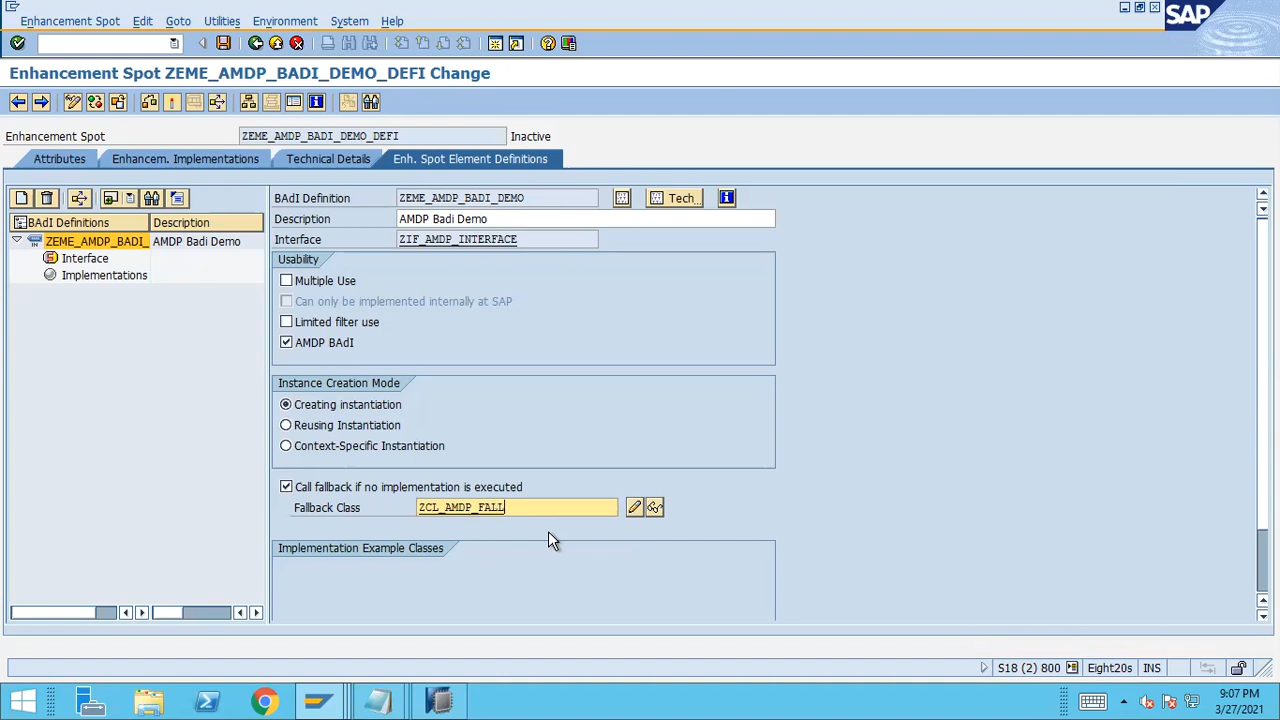 Enhancement Spot Edit Goto Utilities Environment System Help
SAP
Enhancement Spot ZEME_AMDP_BADI_DEMO_DEFI Change
Enhancement Spot ZEME_AMDP_BADI_DEMO_DEFI Inactive
Attributes Enhancem. Implementations Technical Details Enh. Spot Element Definitions
BAdI Definition ZEME_AMDP_BADI_DEMO Tech...
BAdI Definitions Description
Description AMDP Badi Demo
ZEME_AMDP_BADI_ AMDP Badi Demo
Interface ZIF_AMDP_INTERFACE
Interface
Implementations
Usability
Multiple Use
Can only be implemented internally at SAP
Limited filter use
AMDP BAdI
Instance Creation Mode
Creating instantiation
Reusing Instantiation
Context-Specific Instantiation
Call fallback if no implementation is executed
Fallback Class ZCL_AMDP_FALL
Implementation Example Classes
S18 (2) 800 Eight20s INS
9:07 PM
3/27/2021